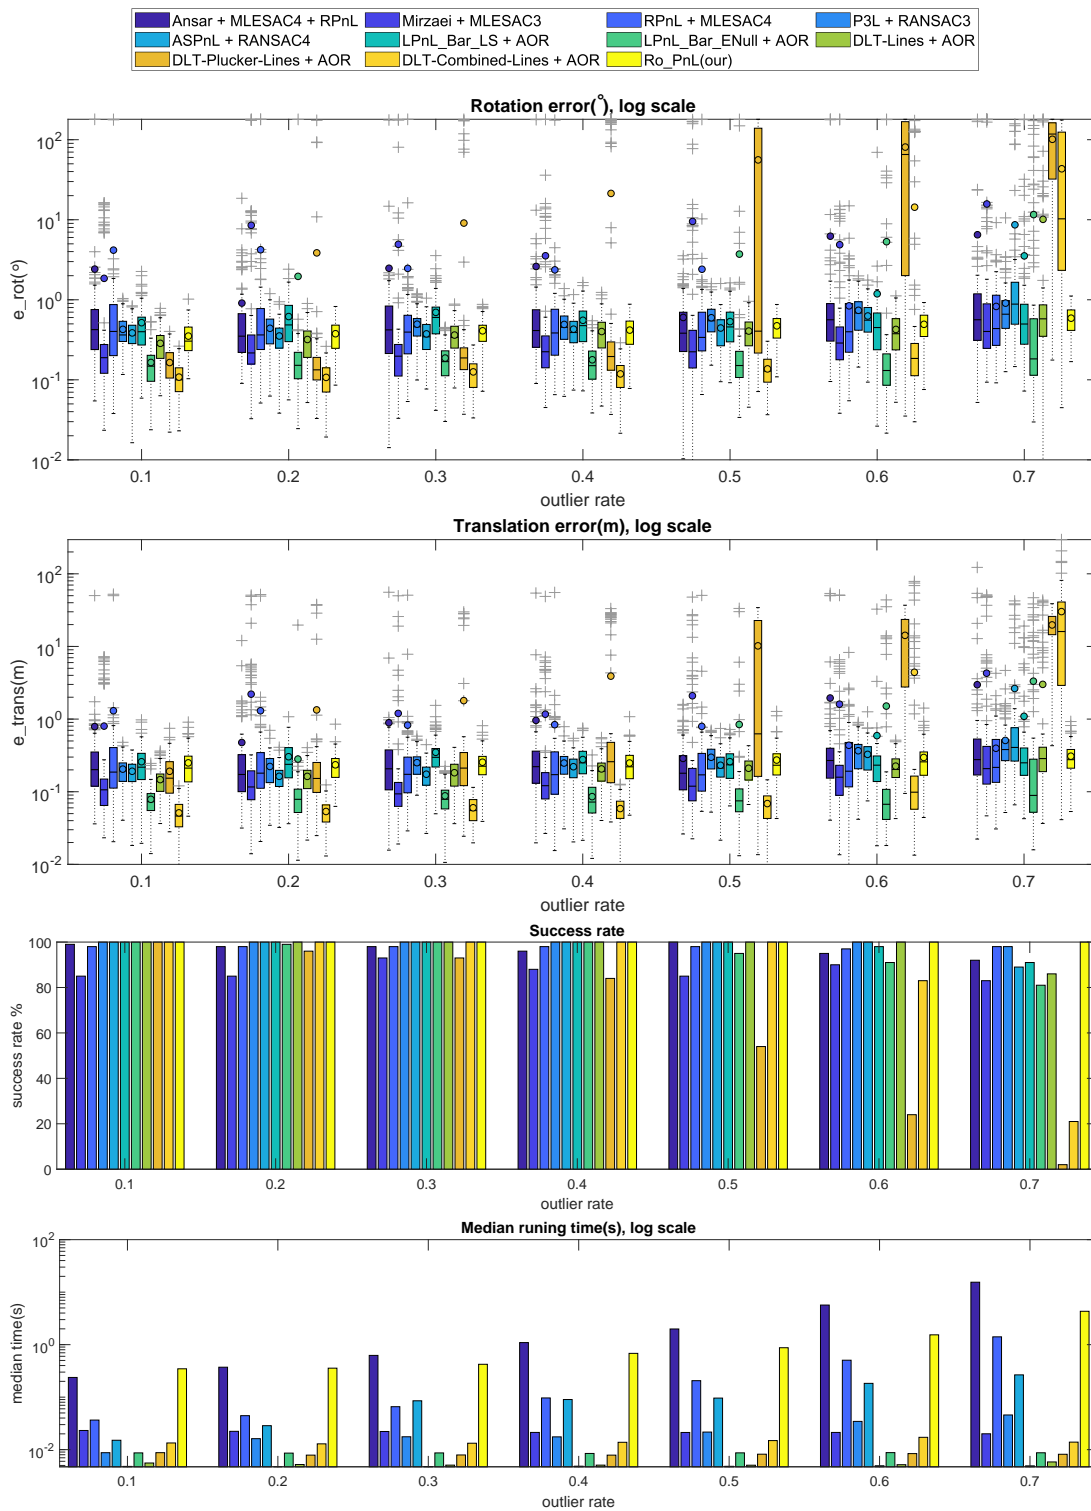 Ansar + MLESAC4 + RPnL Mirzaei + MLESAC3 RPnL + MLESAC4 P3L + RANSAC3
ASPnL + RANSAC4 LPnL_Bar_LS + AOR LPnL_Bar_ENull + AOR DLT-Lines + AOR
DLT-Plucker-Lines + AOR DLT-Combined-Lines + AOR Ro_PnL(our)
Rotation error(°), log scale
10^2
10^1
10^0
10^-1
10^-2
e_rot(°)
0.1 0.2 0.3 0.4 0.5 0.6 0.7
outlier rate
Translation error(m), log scale
10^2
10^1
10^0
10^-1
10^-2
e_trans(m)
0.1 0.2 0.3 0.4 0.5 0.6 0.7
outlier rate
Success rate
100
80
60
40
20
0
success rate %
0.1 0.2 0.3 0.4 0.5 0.6 0.7
outlier rate
Median runing time(s), log scale
10^2
10^0
10^-2
median time(s)
0.1 0.2 0.3 0.4 0.5 0.6 0.7
outlier rate